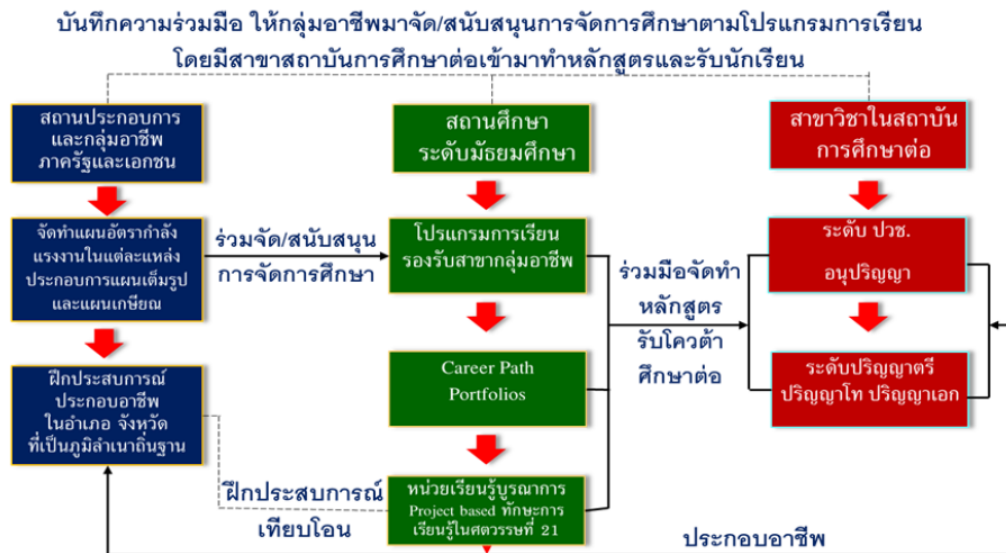 บันทึกความร่วมมือ ให้กลุ่มอาชีพมาจัด/สนับสนุนการจัดการศึกษาตามโปรแกรมการเรียน
โดยมีสาขาสถาบันการศึกษาต่อเข้ามาทำหลักสูตรและรับนักเรียน
สถานประกอบการ
และกลุ่มอาชีพ
ภาครัฐและเอกชน
สถานศึกษา
ระดับมัธยมศึกษา
สาขาวิชาในสถาบัน
การศึกษาต่อ
จัดทำแผนอัตรากำลัง
แรงงานในแต่ละแหล่ง
ประกอบการแผนเต็มรูป
และแผนเกษียณ
ร่วมจัด/สนับสนุน
การจัดการศึกษา
โปรแกรมการเรียน
รองรับสาขากลุ่มอาชีพ
ร่วมมือจัดทำ
หลักสูตร
รับโควต้า
ศึกษาต่อ
ระดับ ปวช.
อนุปริญญา
ฝึกประสบการณ์
ประกอบอาชีพ
ในอำเภอ จังหวัด
ที่เป็นภูมิลำเนาถิ่นฐาน
Career Path
Portfolios
ระดับปริญญาตรี
ปริญญาโท ปริญญาเอก
ฝึกประสบการณ์
เทียบโอน
หน่วยเรียนรู้บูรณาการ
Project based ทักษะการ
เรียนรู้ในศตวรรษที่ 21
ประกอบอาชีพ